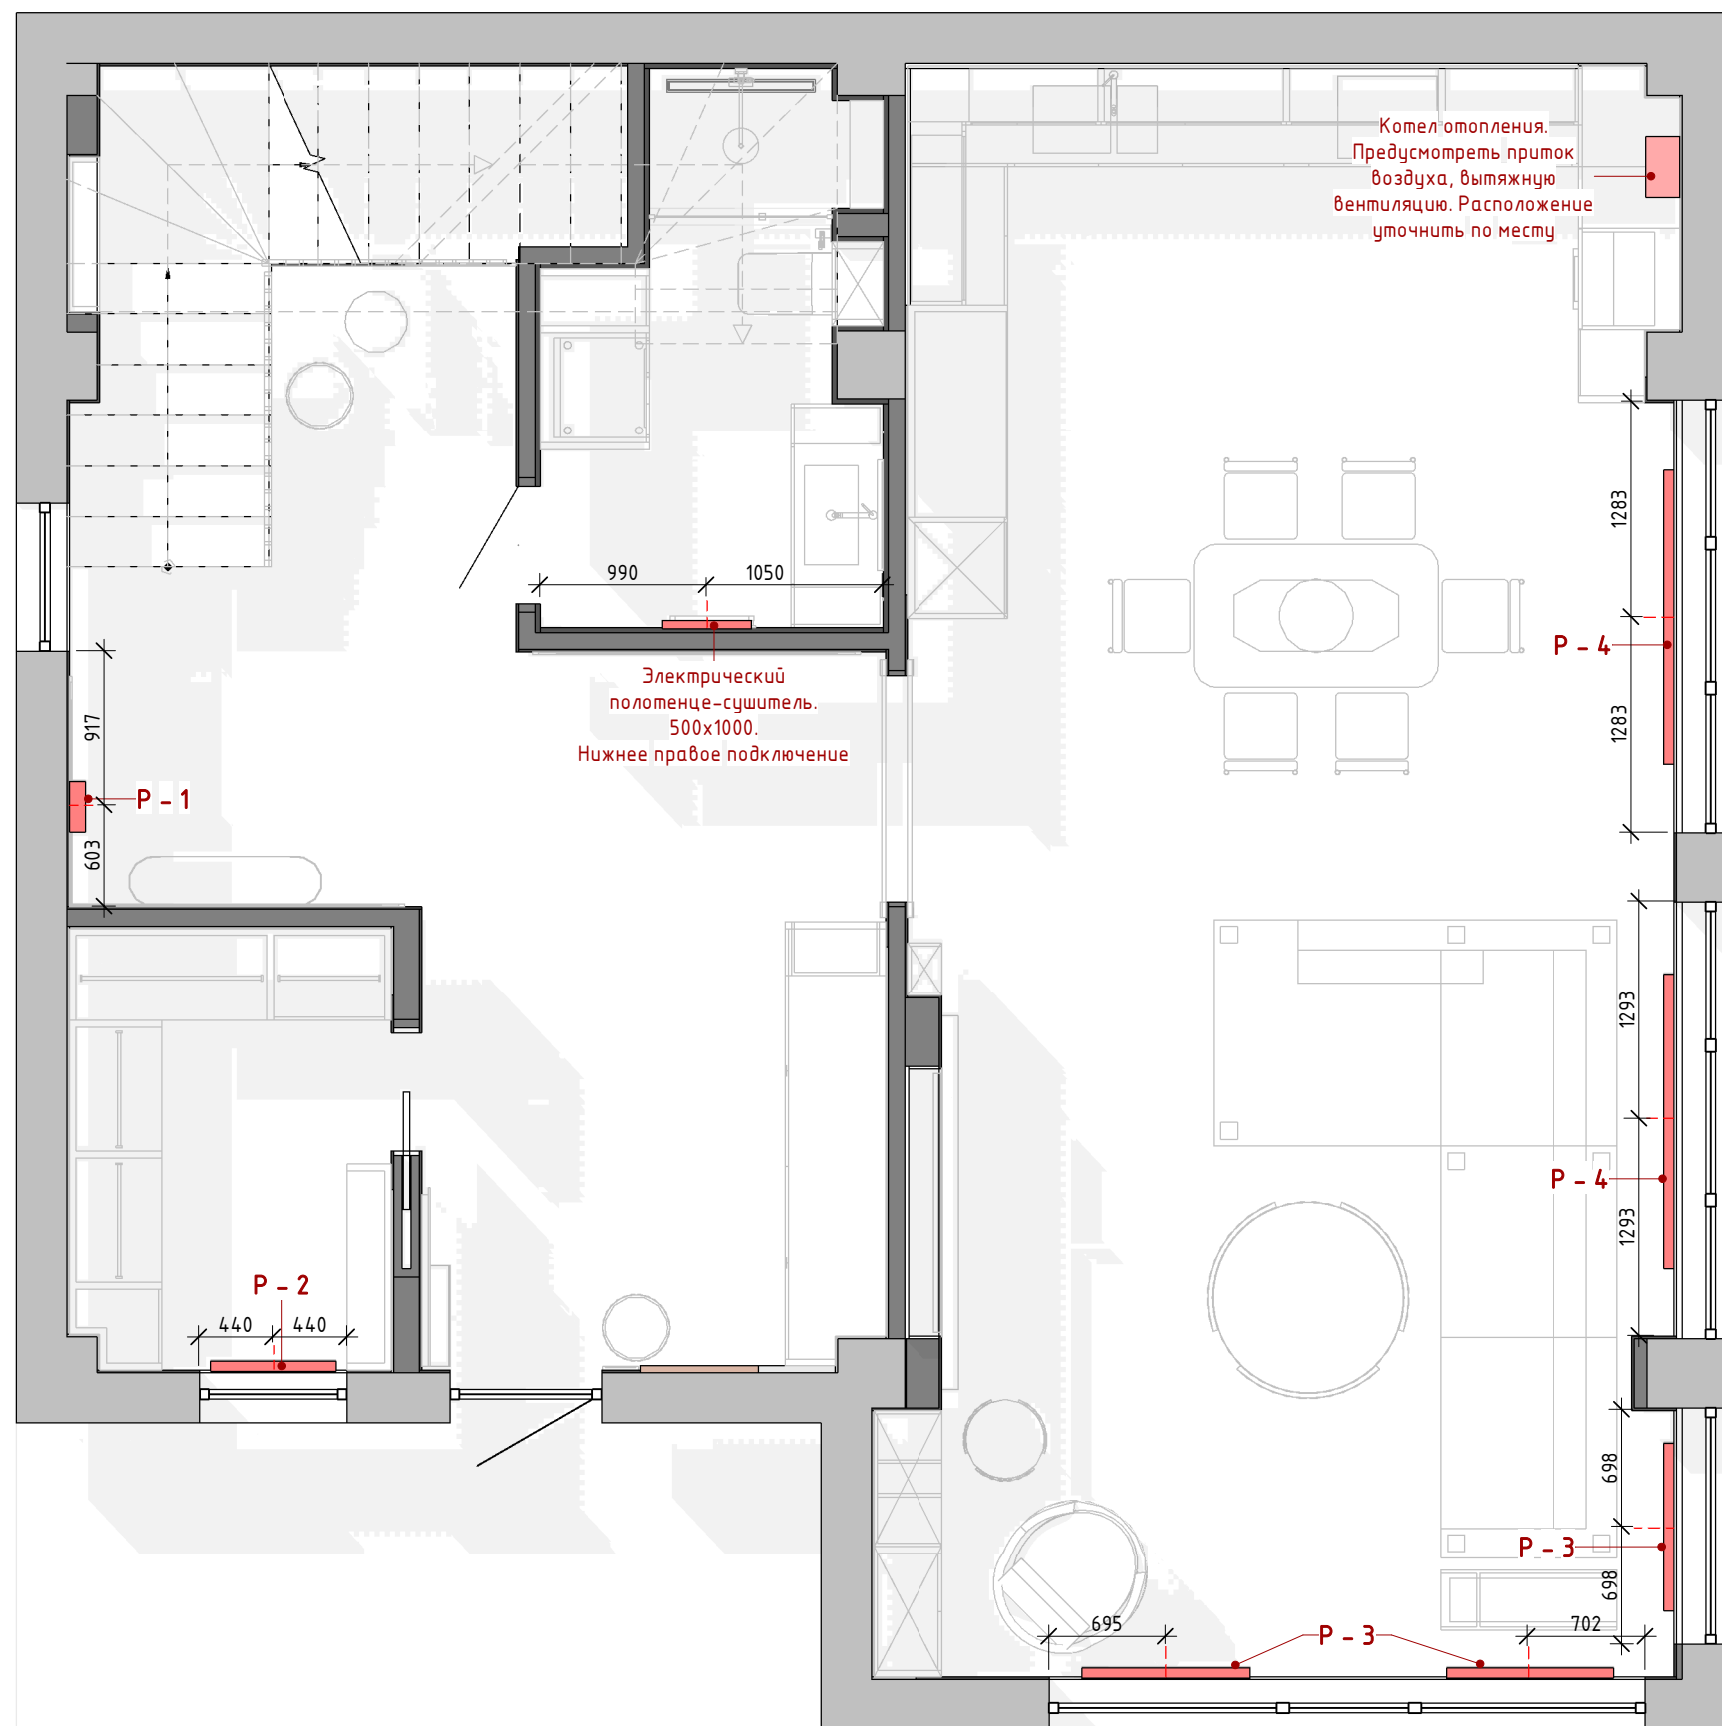 Котел отопления.
Предусмотреть приток
воздуха, вытяжную
вентиляцию. Расположение
уточнить по месту
1283
990
1050
P - 4
Электрический
полотенце-сушитель.
500x1000.
Нижнее правое подключение
1283
917
P - 1
603
1293
P - 4
1293
P - 2
440
440
698
P - 3
698
695
P - 3
702